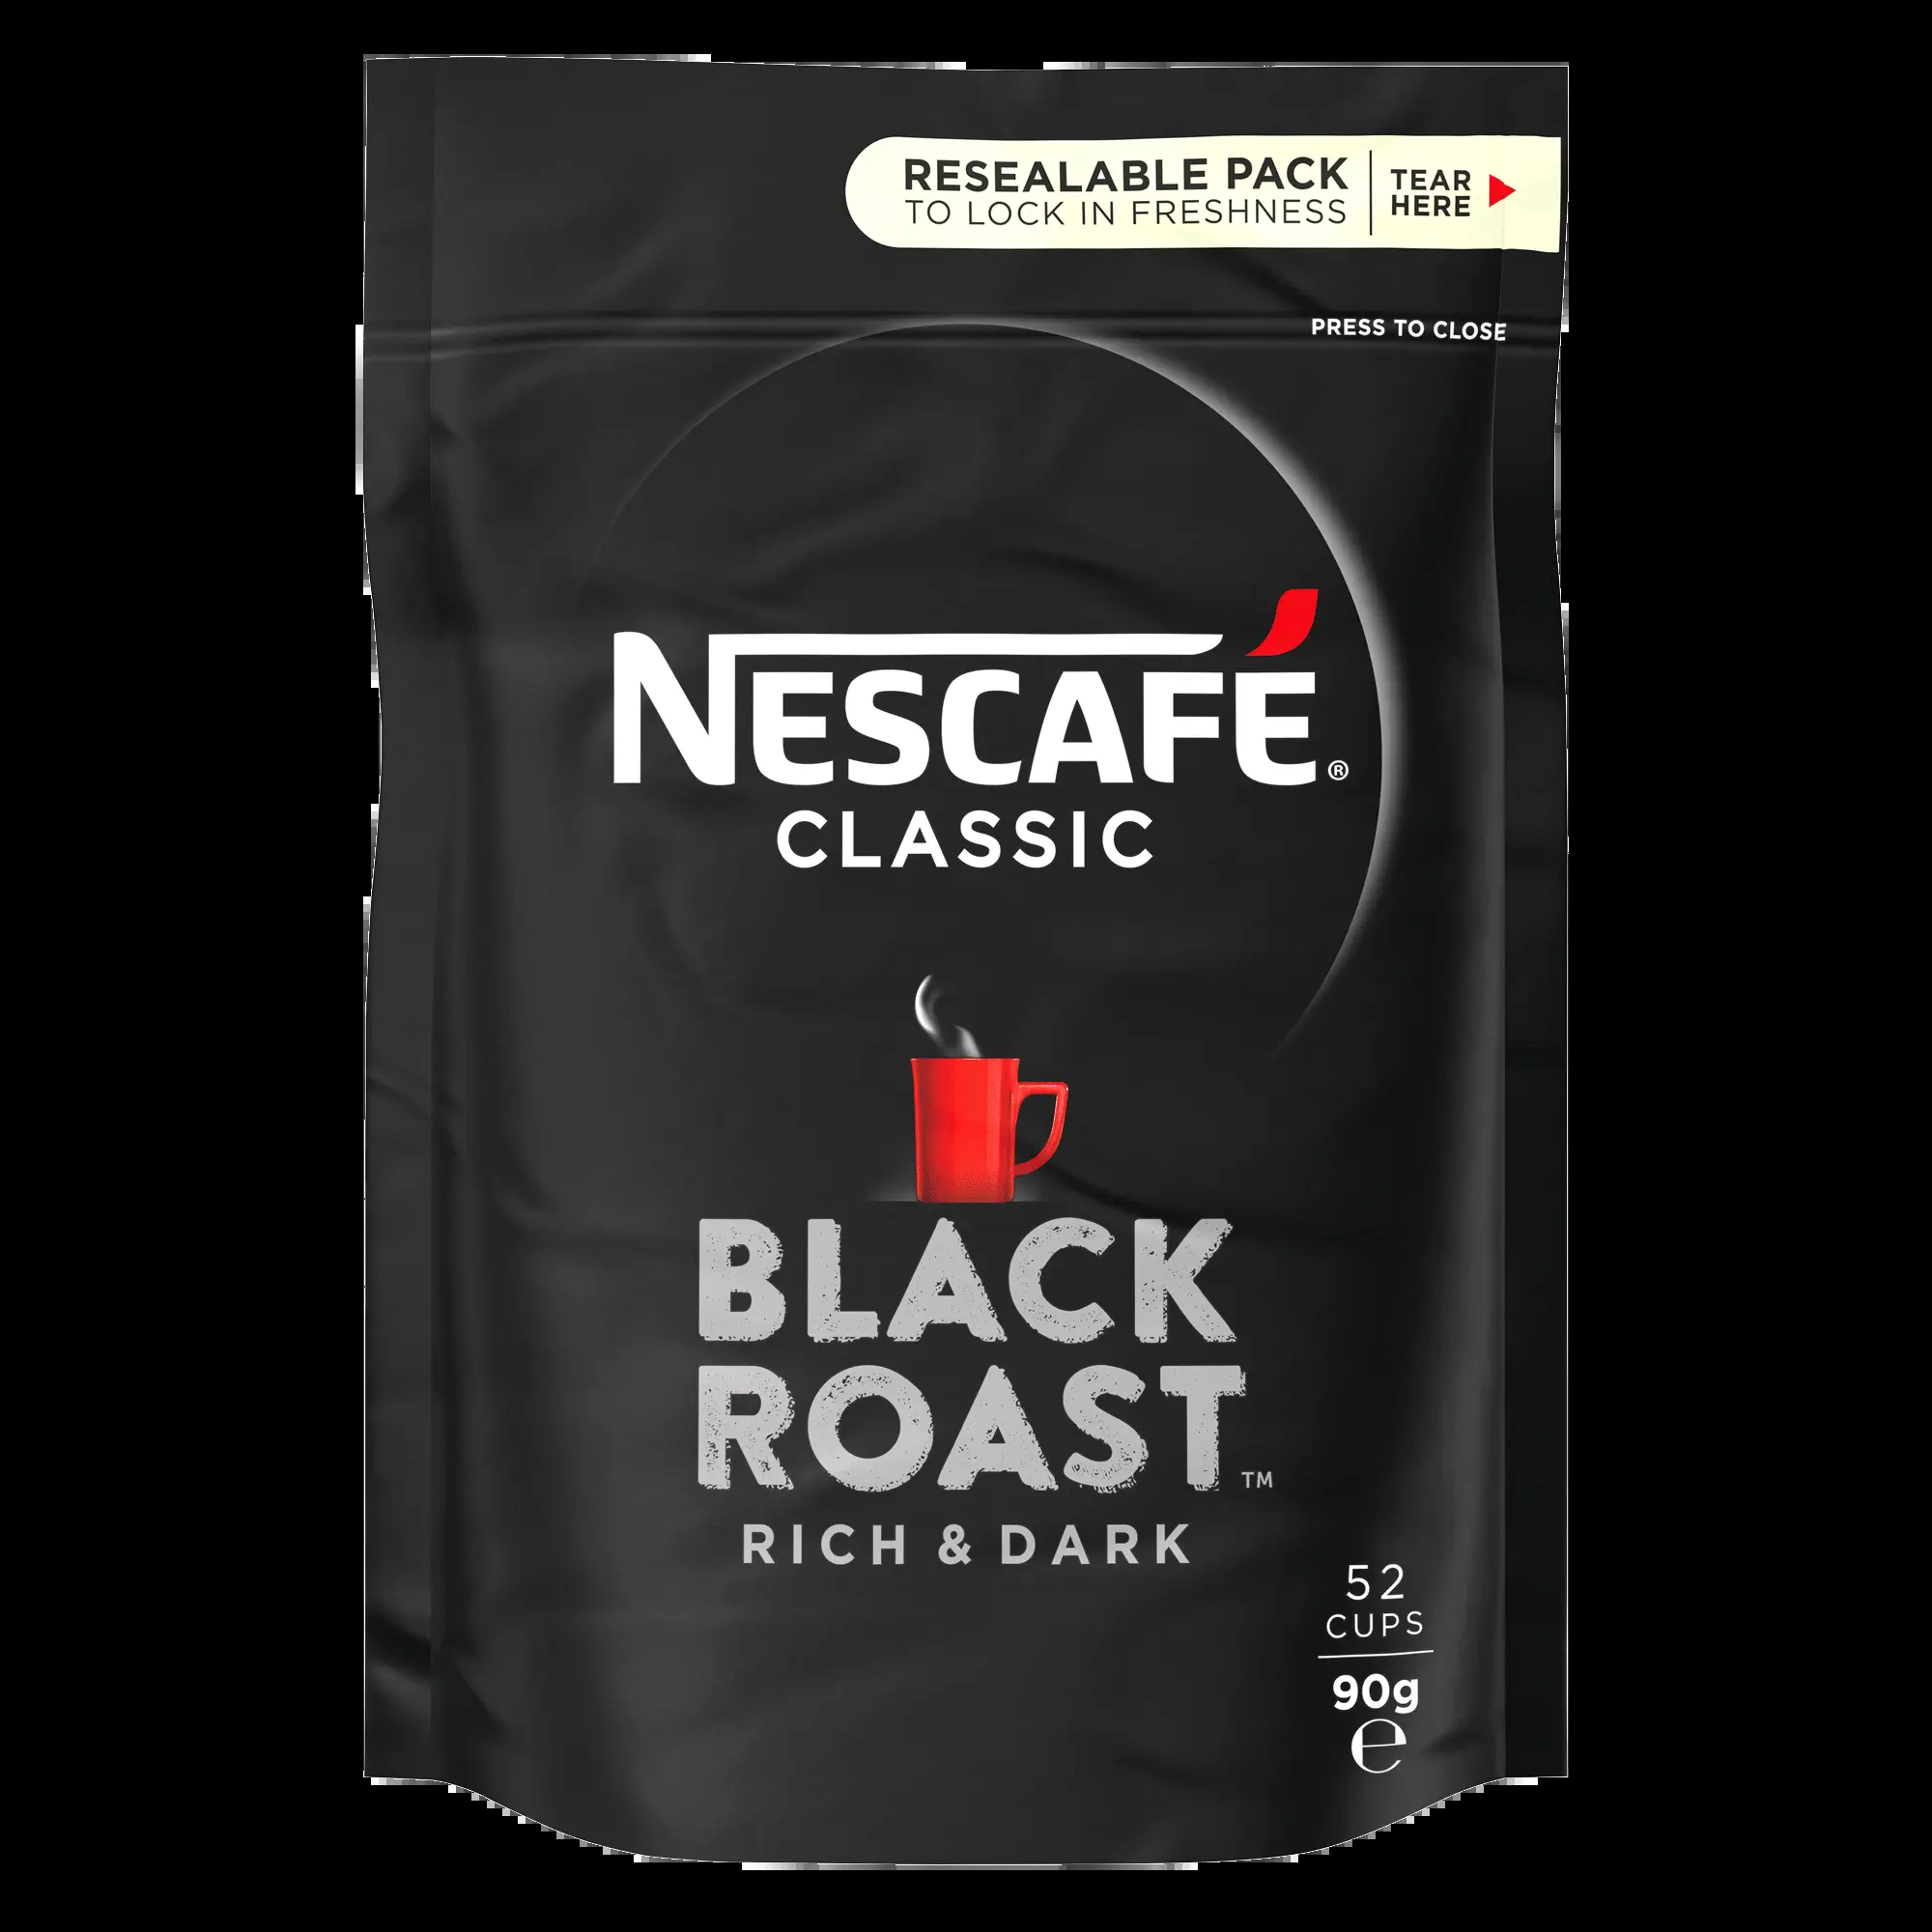 RESEALABLE PACK
TO LOCK IN FRESHNESS
TEAR
HERE
PRESS TO CLOSE
NESCAFÉ®
CLASSIC
BLACK
ROAST™
RICH & DARK
52
CUPS
90g
℮